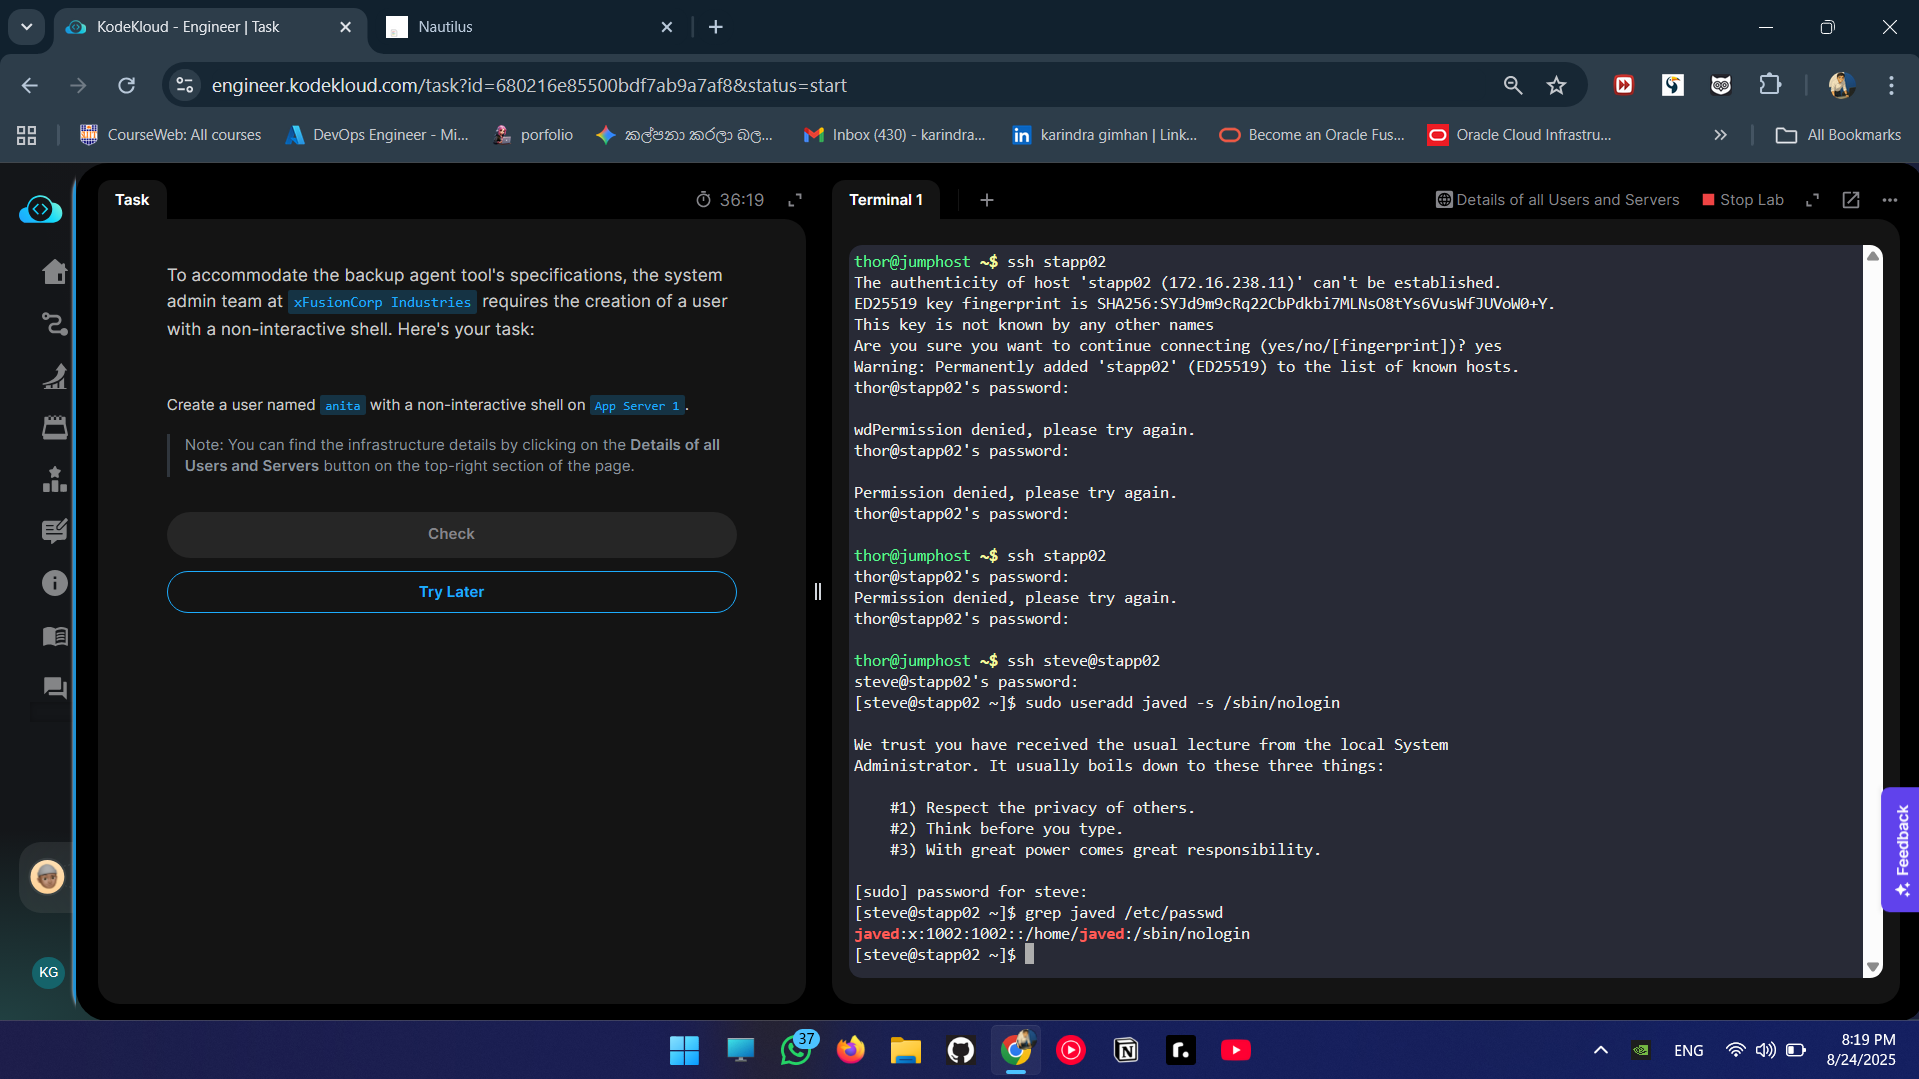 KodeKloud - Engineer | Task
Nautilus
engineer.kodekloud.com/task?id=680216e85500bdf7ab9a7af8&status=start
CourseWeb: All courses
DevOps Engineer - Mi...
porfolio
කල්පනා කරලා බල...
Inbox (430) - karindra...
karindra gimhan | Link...
Become an Oracle Fus...
Oracle Cloud Infrastru...
All Bookmarks
Task
36:19
To accommodate the backup agent tool's specifications, the system
admin team at xFusionCorp Industries requires the creation of a user
with a non-interactive shell. Here's your task:
Create a user named anita with a non-interactive shell on App Server 1.
Note: You can find the infrastructure details by clicking on the Details of all
Users and Servers button on the top-right section of the page.
Check
Try Later
KG
Terminal 1
Details of all Users and Servers
Stop Lab
thor@jumphost ~$ ssh stapp02
The authenticity of host 'stapp02 (172.16.238.11)' can't be established.
ED25519 key fingerprint is SHA256:SYJd9m9cRq22CbPdkbi7MLNsO8tYs6VusWfJUVoW0+Y.
This key is not known by any other names
Are you sure you want to continue connecting (yes/no/[fingerprint])? yes
Warning: Permanently added 'stapp02' (ED25519) to the list of known hosts.
thor@stapp02's password:
wdPermission denied, please try again.
thor@stapp02's password:
Permission denied, please try again.
thor@stapp02's password:
thor@jumphost ~$ ssh stapp02
thor@stapp02's password:
Permission denied, please try again.
thor@stapp02's password:
thor@jumphost ~$ ssh steve@stapp02
steve@stapp02's password:
[steve@stapp02 ~]$ sudo useradd javed -s /sbin/nologin
We trust you have received the usual lecture from the local System
Administrator. It usually boils down to these three things:
#1) Respect the privacy of others.
#2) Think before you type.
#3) With great power comes great responsibility.
[sudo] password for steve:
[steve@stapp02 ~]$ grep javed /etc/passwd
javed:x:1002:1002::/home/javed:/sbin/nologin
[steve@stapp02 ~]$
Feedback
37
ENG
8:19 PM
8/24/2025